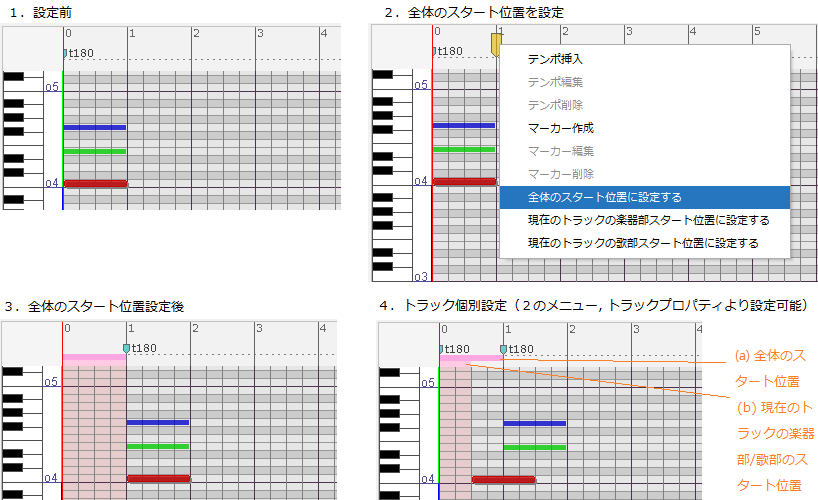 １．設定前
0 1 2 3 4
t180
o5
o4
２．全体のスタート位置を設定
0 1 2 3 4 5
t180
o5
o4
o3
テンポ挿入
テンポ編集
テンポ削除
マーカー作成
マーカー編集
マーカー削除
全体のスタート位置に設定する
現在のトラックの楽器部スタート位置に設定する
現在のトラックの歌部スタート位置に設定する
３．全体のスタート位置設定後
0 1 2 3 4
t180
o5
o4
４．トラック個別設定（２のメニュー, トラックプロパティより設定可能）
0 1 2 3 4
t180 t180
o5
o4
(a) 全体のス
タート位置
(b) 現在のト
ラックの楽器
部/歌部のス
タート位置